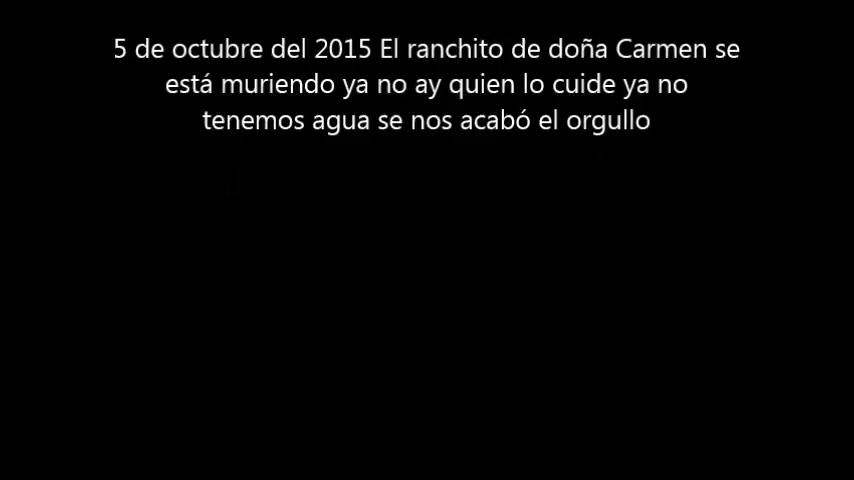 5 de octubre del 2015 El ranchito de doña Carmen se
está muriendo ya no ay quien lo cuide ya no
tenemos agua se nos acabó el orgullo